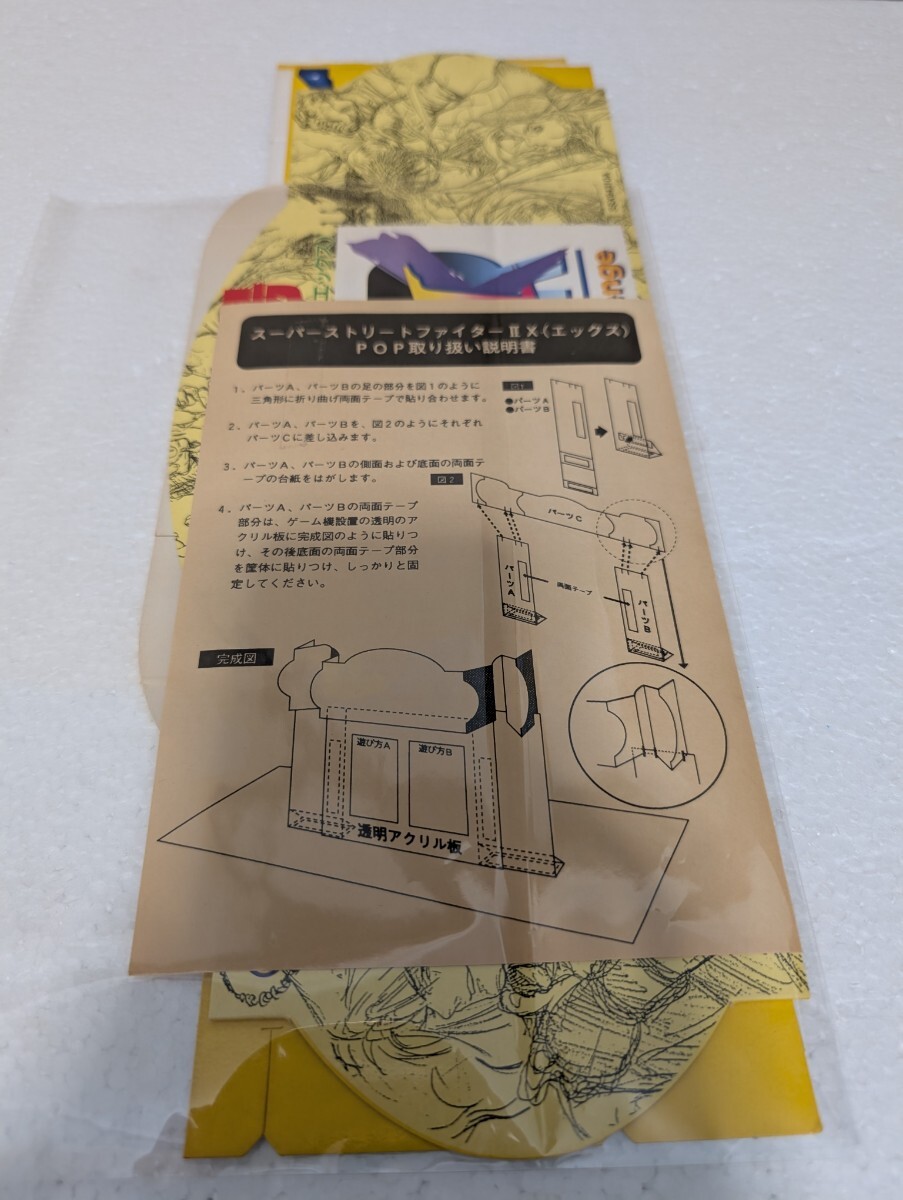 エックス
nge
スーパーストリートファイターⅡX(エックス)
POP取り扱い説明書
1、パーツA、パーツBの足の部分を図1のように
三角形に折り曲げ両面テープで貼り合わせます。
2、パーツA、パーツBを、図2のようにそれぞれ
パーツCに差し込みます。
3、パーツA、パーツBの側面および底面の両面テ
ープの台紙をはがします。
4、パーツA、パーツBの両面テープ
部分は、ゲーム機設置の透明のア
クリル板に完成図のように貼りつ
け、その後底面の両面テープ部分
を筐体に貼りつけ、しっかりと固
定してください。
図1
●パーツA
●パーツB
図2
パーツC
パーツA
両面テープ
パーツB
完成図
遊び方A
遊び方B
透明アクリル板